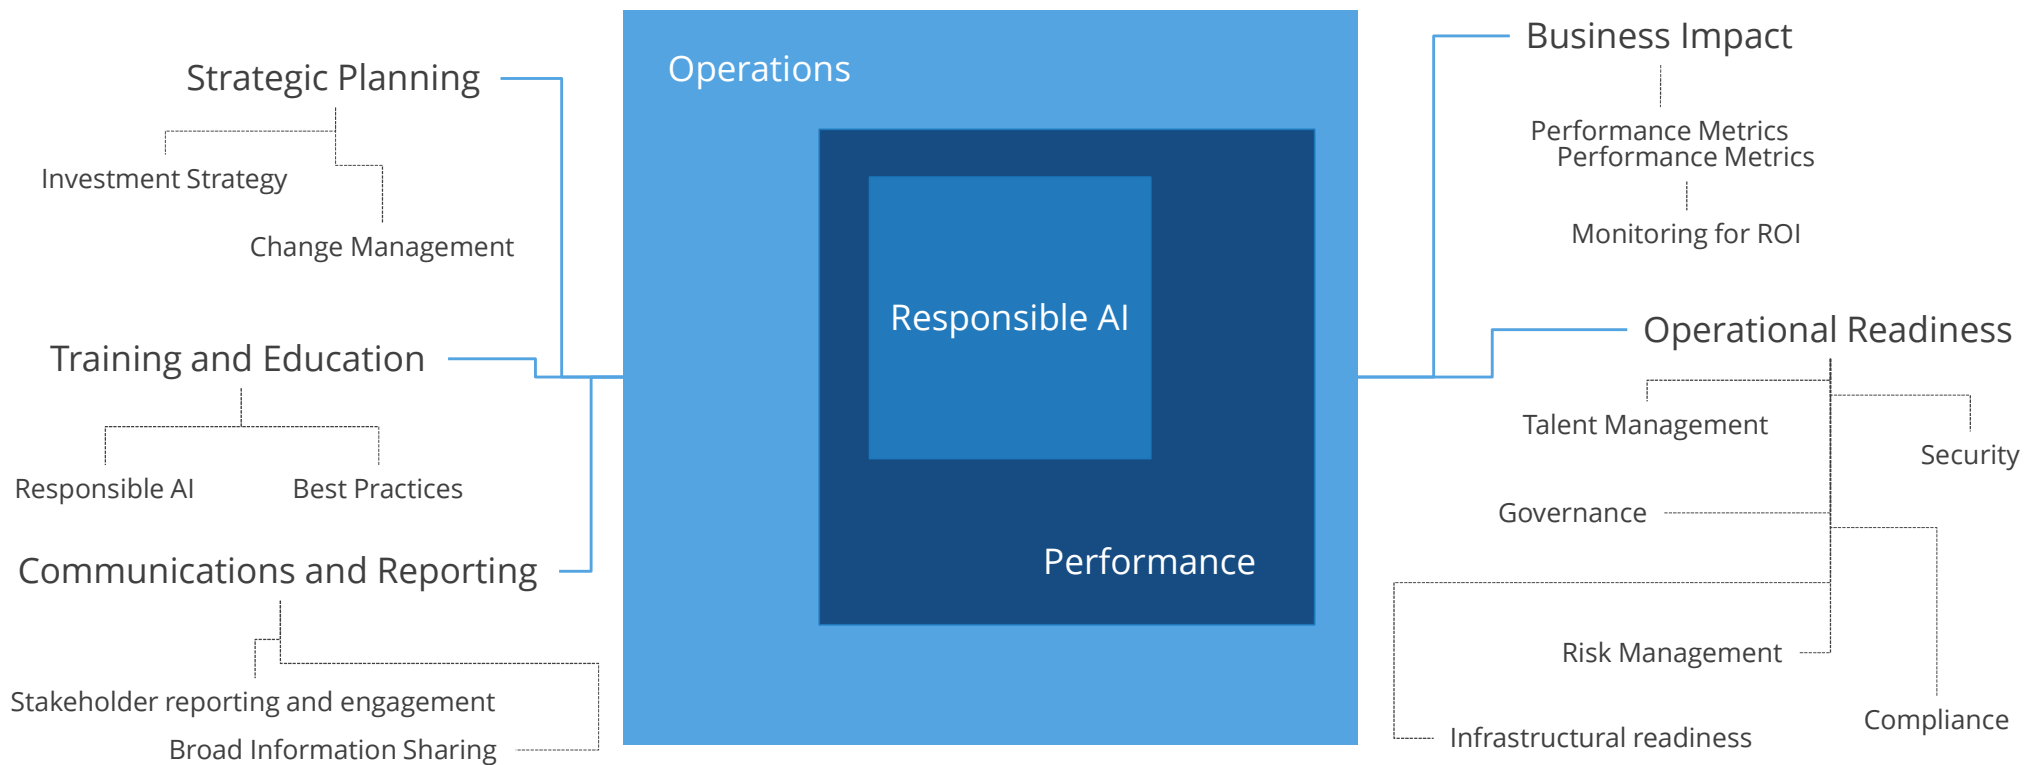 Strategic Planning
Investment Strategy
Change Management
Training and Education
Responsible AI
Best Practices
Communications and Reporting
Stakeholder reporting and engagement
Broad Information Sharing
Operations
Responsible AI
Performance
Business Impact
Performance Metrics
Performance Metrics
Monitoring for ROI
Operational Readiness
Talent Management
Security
Governance
Risk Management
Compliance
Infrastructural readiness